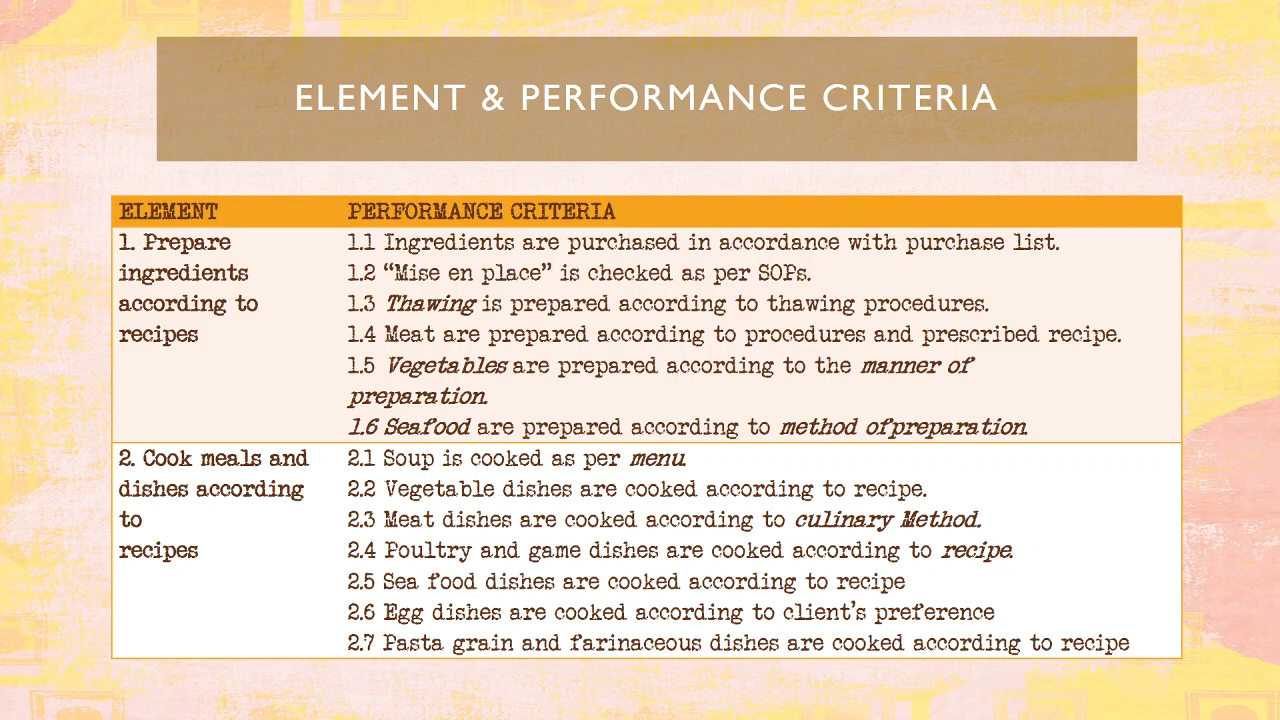 ELEMENT & PERFORMANCE CRITERIA
ELEMENT PERFORMANCE CRITERIA
1. Prepare
ingredients
according to
recipes
1.1 Ingredients are purchased in accordance with purchase list.
1.2 “Mise en place” is checked as per SOPs.
1.3 Thawing is prepared according to thawing procedures.
1.4 Meat are prepared according to procedures and prescribed recipe.
1.5 Vegetables are prepared according to the manner of
preparation.
1.6 Seafood are prepared according to method ofpreparation.
2. Cook meals and
dishes according
to
recipes
2.1 Soup is cooked as per menu.
2.2 Vegetable dishes are cooked according to recipe.
2.3 Meat dishes are cooked according to culinary Method.
2.4 Poultry and game dishes are cooked according to recipe.
2.5 Sea food dishes are cooked according to recipe
2.6 Egg dishes are cooked according to client’s preference
2.7 Pasta grain and farinaceous dishes are cooked according to recipe